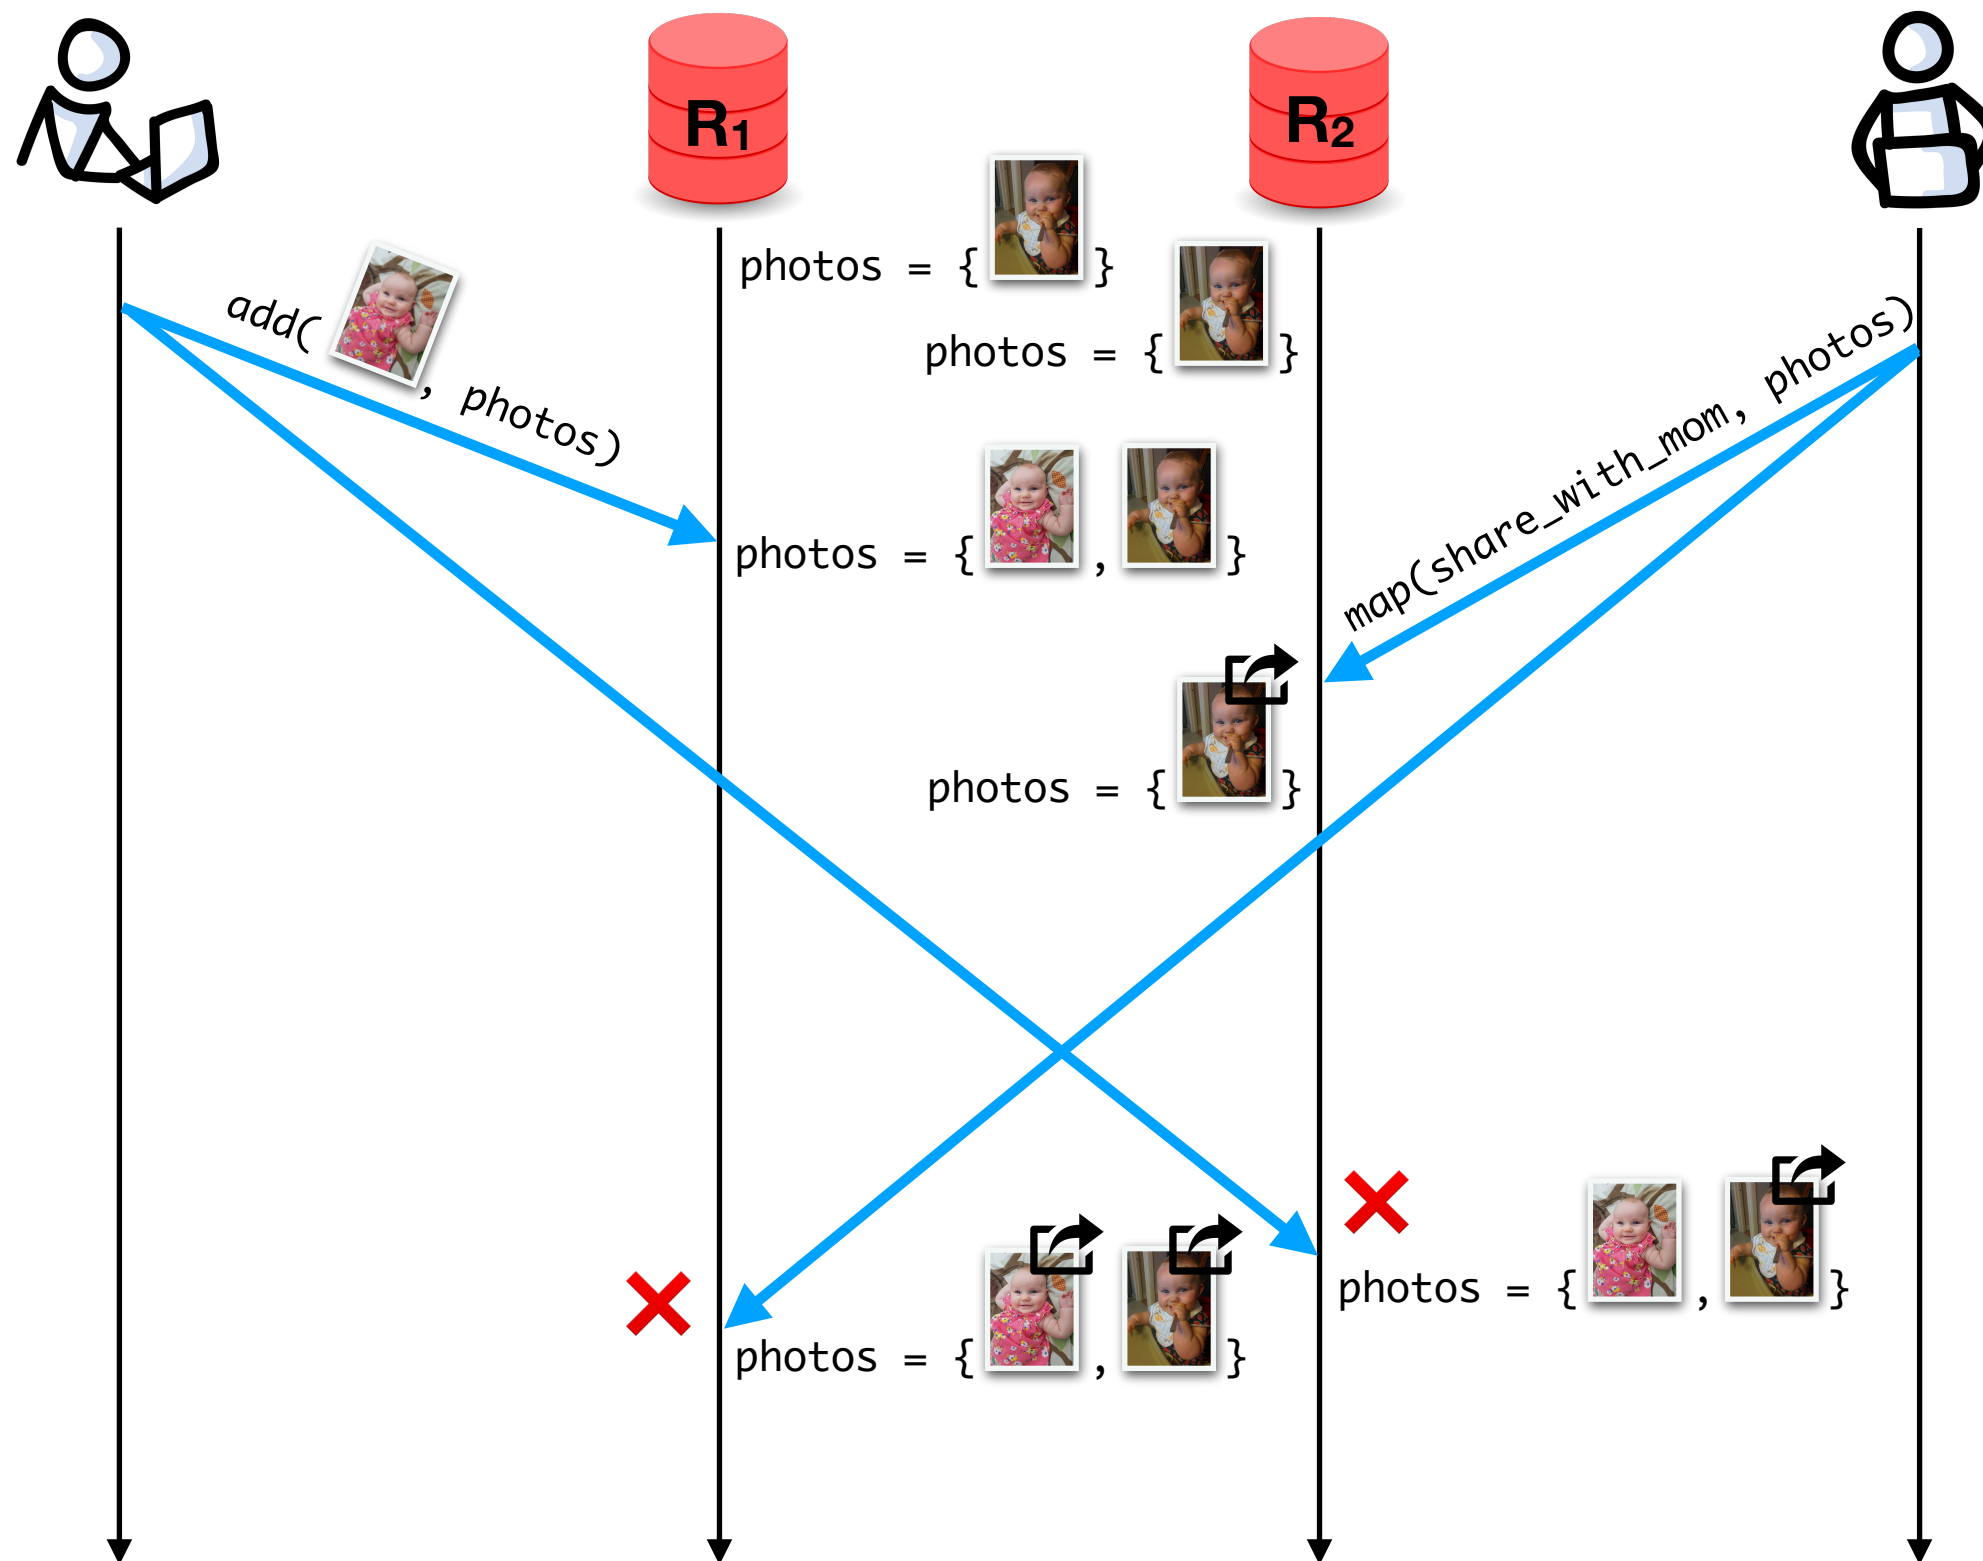 R1
R2
photos = { }
photos = { }
add( , photos)
map(share_with_mom, photos)
photos = { , }
photos = { }
photos = { , }
photos = { , }